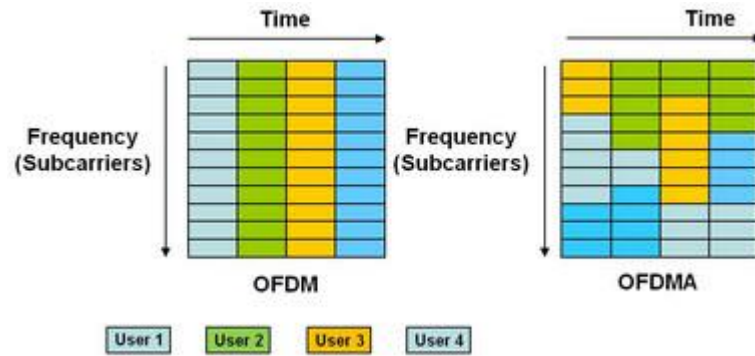 Time
Time
Frequency
(Subcarriers)
Frequency
(Subcarriers)
OFDM
OFDMA
User 1
User 2
User 3
User 4